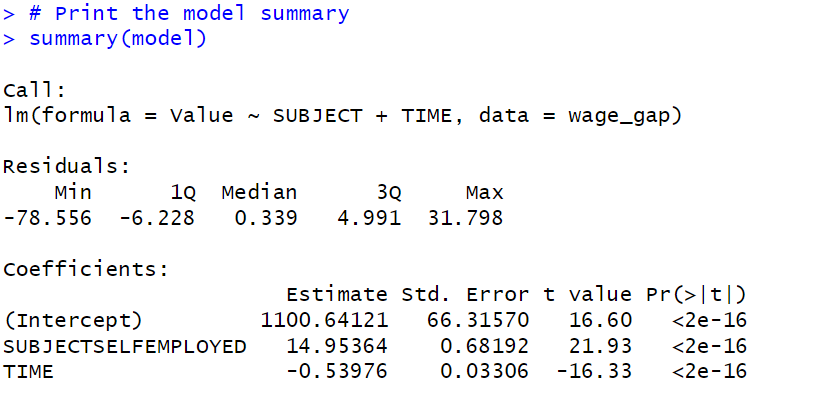 > # Print the model summary
> summary(model)
Call:
lm(formula = Value ~ SUBJECT + TIME, data = wage_gap)
Residuals:
    Min      1Q  Median      3Q     Max
-78.556  -6.228   0.339   4.991  31.798
Coefficients:
                      Estimate Std. Error t value Pr(>|t|)
(Intercept)         1100.64121   66.31570   16.60   <2e-16
SUBJECTSELFEMPLOYED   14.95364    0.68192   21.93   <2e-16
TIME                  -0.53976    0.03306  -16.33   <2e-16